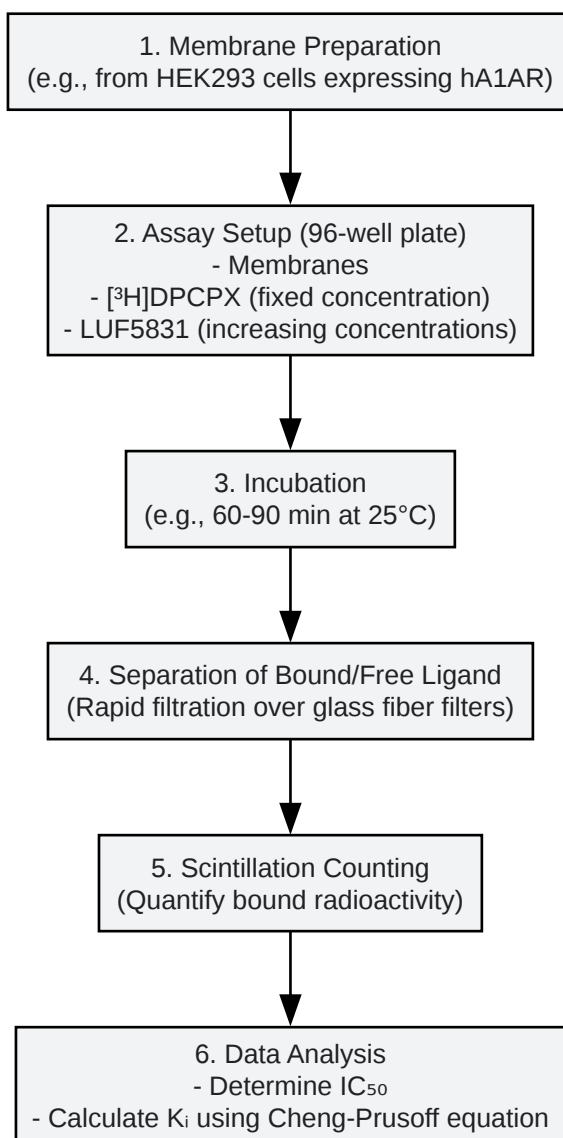 1. Membrane Preparation
(e.g., from HEK293 cells expressing hA1AR)
2. Assay Setup (96-well plate)
- Membranes
- [³H]DPCPX (fixed concentration)
- LUF5831 (increasing concentrations)
3. Incubation
(e.g., 60-90 min at 25°C)
4. Separation of Bound/Free Ligand
(Rapid filtration over glass fiber filters)
5. Scintillation Counting
(Quantify bound radioactivity)
6. Data Analysis
- Determine IC₅₀
- Calculate Kᵢ using Cheng-Prusoff equation